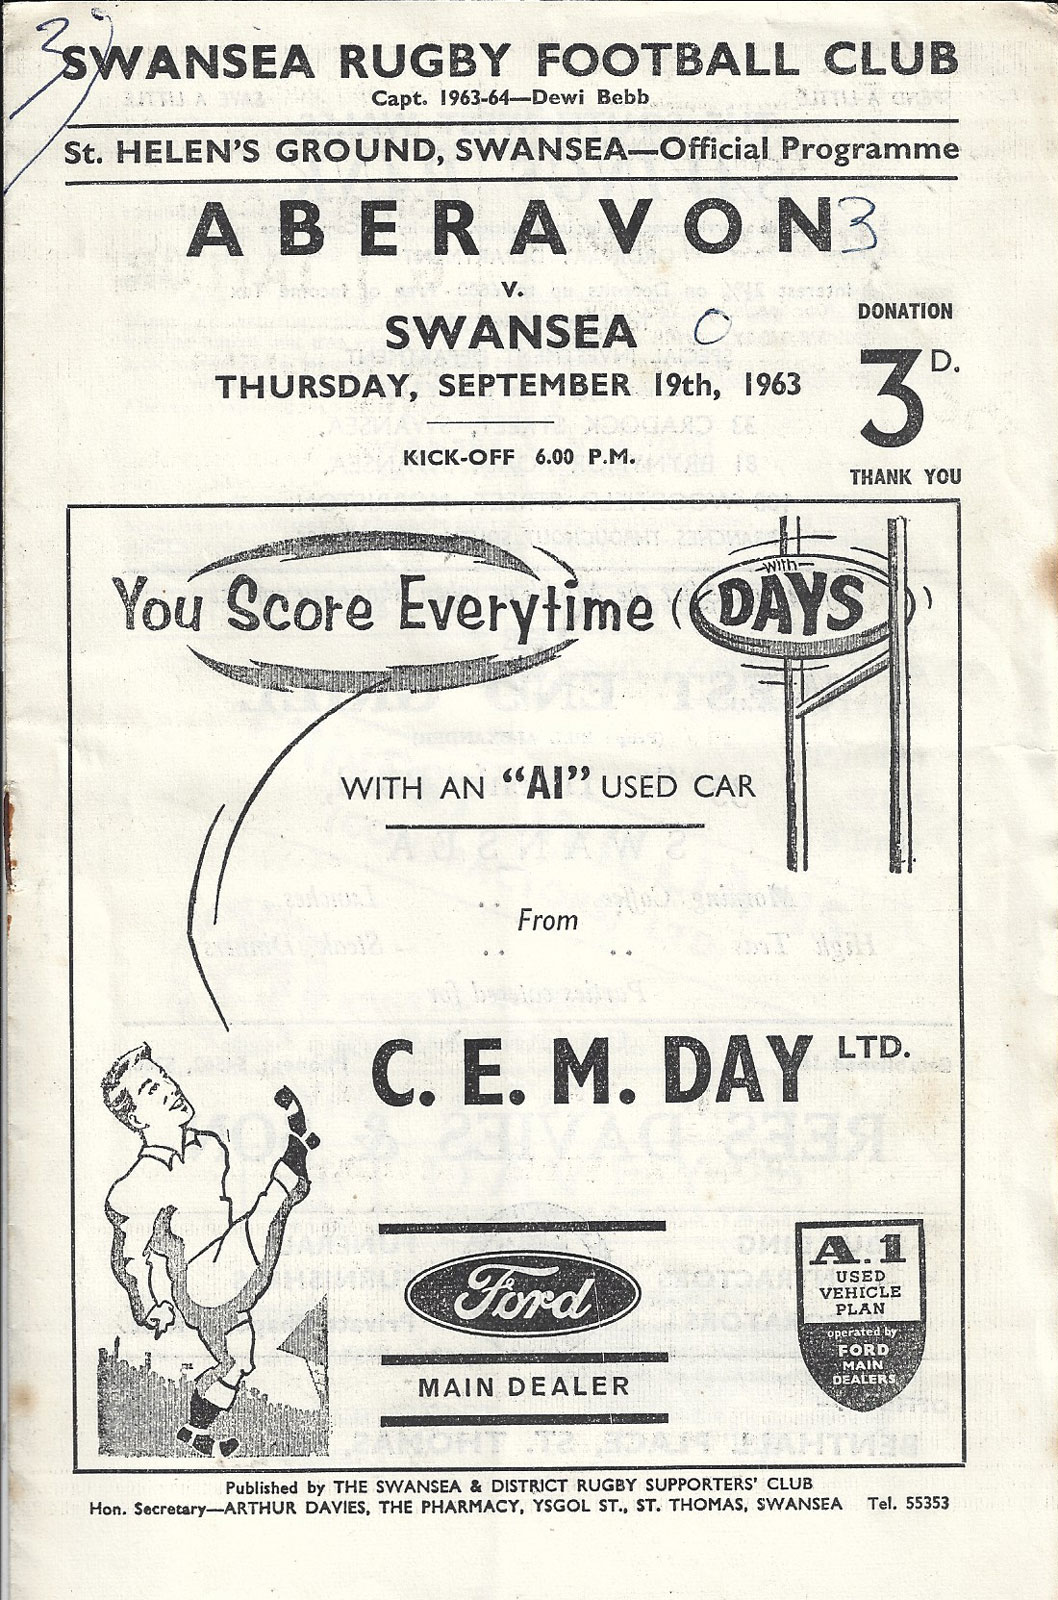 39
SWANSEA RUGBY FOOTBALL CLUB
Capt. 1963-64—Dewi Bebb
St. HELEN'S GROUND, SWANSEA—Official Programme
ABERAVON 3
v.
SWANSEA 0
THURSDAY, SEPTEMBER 19th, 1963
KICK-OFF 6.00 P.M.
DONATION
3D.
THANK YOU
You Score Everytime with DAYS
WITH AN "A1" USED CAR
From
C. E. M. DAY LTD.
Ford
MAIN DEALER
A.1
USED
VEHICLE
PLAN
operated by
FORD
MAIN
DEALERS
Published by THE SWANSEA & DISTRICT RUGBY SUPPORTERS' CLUB
Hon. Secretary—ARTHUR DAVIES, THE PHARMACY, YSGOL ST., ST. THOMAS, SWANSEA Tel. 55353